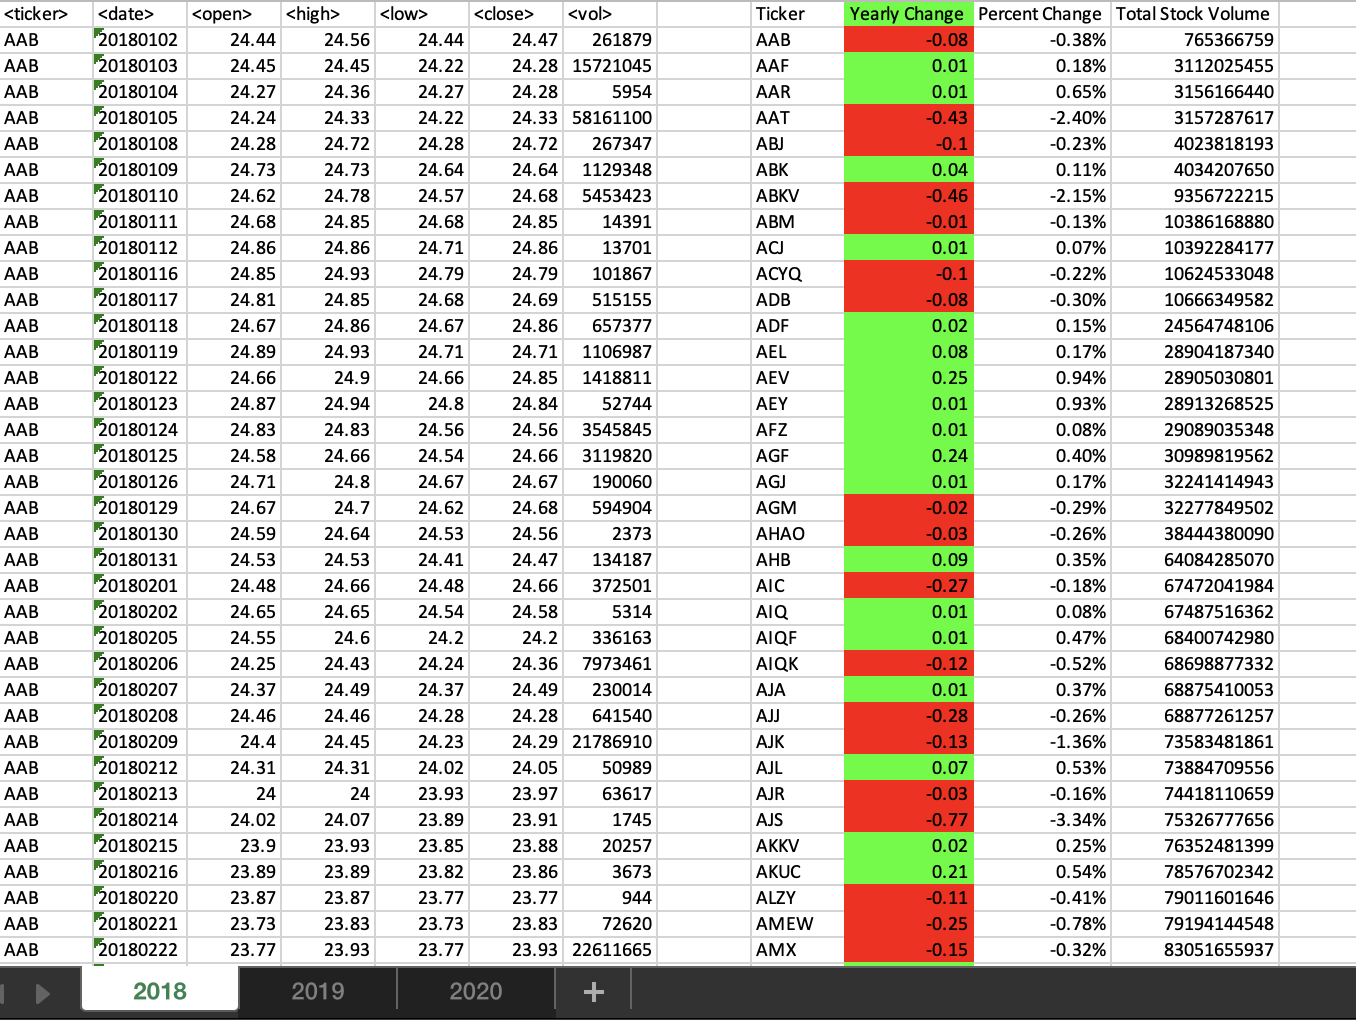 <ticker> <date> <open> <high> <low> <close> <vol> Ticker Yearly Change Percent Change Total Stock Volume
AAB 20180102 24.44 24.56 24.44 24.47 261879 AAB -0.08 -0.38% 765366759
AAB 20180103 24.45 24.45 24.22 24.28 15721045 AAF 0.01 0.18% 3112025455
AAB 20180104 24.27 24.36 24.27 24.28 5954 AAR 0.01 0.65% 3156166440
AAB 20180105 24.24 24.33 24.22 24.33 58161100 AAT -0.43 -2.40% 3157287617
AAB 20180108 24.28 24.72 24.28 24.72 267347 ABJ -0.1 -0.23% 4023818193
AAB 20180109 24.73 24.73 24.64 24.64 1129348 ABK 0.04 0.11% 4034207650
AAB 20180110 24.62 24.78 24.57 24.68 5453423 ABKV -0.46 -2.15% 9356722215
AAB 20180111 24.68 24.85 24.68 24.85 14391 ABM -0.01 -0.13% 10386168880
AAB 20180112 24.86 24.86 24.71 24.86 13701 ACJ 0.01 0.07% 10392284177
AAB 20180116 24.85 24.93 24.79 24.79 101867 ACYQ -0.1 -0.22% 10624533048
AAB 20180117 24.81 24.85 24.68 24.69 515155 ADB -0.08 -0.30% 10666349582
AAB 20180118 24.67 24.86 24.67 24.86 657377 ADF 0.02 0.15% 24564748106
AAB 20180119 24.89 24.93 24.71 24.71 1106987 AEL 0.08 0.17% 28904187340
AAB 20180122 24.66 24.9 24.66 24.85 1418811 AEV 0.25 0.94% 28905030801
AAB 20180123 24.87 24.94 24.8 24.84 52744 AEY 0.01 0.93% 28913268525
AAB 20180124 24.83 24.83 24.56 24.56 3545845 AFZ 0.01 0.08% 29089035348
AAB 20180125 24.58 24.66 24.54 24.66 3119820 AGF 0.24 0.40% 30989819562
AAB 20180126 24.71 24.8 24.67 24.67 190060 AGJ 0.01 0.17% 32241414943
AAB 20180129 24.67 24.7 24.62 24.68 594904 AGM -0.02 -0.29% 32277849502
AAB 20180130 24.59 24.64 24.53 24.56 2373 AHAO -0.03 -0.26% 38444380090
AAB 20180131 24.53 24.53 24.41 24.47 134187 AHB 0.09 0.35% 64084285070
AAB 20180201 24.48 24.66 24.48 24.66 372501 AIC -0.27 -0.18% 67472041984
AAB 20180202 24.65 24.65 24.54 24.58 5314 AIQ 0.01 0.08% 67487516362
AAB 20180205 24.55 24.6 24.2 24.2 336163 AIQF 0.01 0.47% 68400742980
AAB 20180206 24.25 24.43 24.24 24.36 7973461 AIQK -0.12 -0.52% 68698877332
AAB 20180207 24.37 24.49 24.37 24.49 230014 AJA 0.01 0.37% 68875410053
AAB 20180208 24.46 24.46 24.28 24.28 641540 AJJ -0.28 -0.26% 68877261257
AAB 20180209 24.4 24.45 24.23 24.29 21786910 AJK -0.13 -1.36% 73583481861
AAB 20180212 24.31 24.31 24.02 24.05 50989 AJL 0.07 0.53% 73884709556
AAB 20180213 24 24 23.93 23.97 63617 AJR -0.03 -0.16% 74418110659
AAB 20180214 24.02 24.07 23.89 23.91 1745 AJS -0.77 -3.34% 75326777656
AAB 20180215 23.9 23.93 23.85 23.88 20257 AKKV 0.02 0.25% 76352481399
AAB 20180216 23.89 23.89 23.82 23.86 3673 AKUC 0.21 0.54% 78576702342
AAB 20180220 23.87 23.87 23.77 23.77 944 ALZY -0.11 -0.41% 79011601646
AAB 20180221 23.73 23.83 23.73 23.83 72620 AMEW -0.25 -0.78% 79194144548
AAB 20180222 23.77 23.93 23.77 23.93 22611665 AMX -0.15 -0.32% 83051655937
2018 2019 2020 +